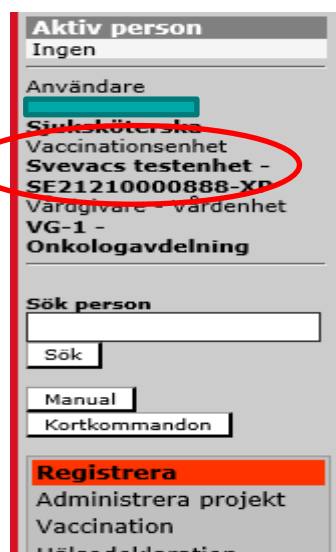 Aktiv person
Ingen
Användare
Sjuksköterska
Vaccinationsenhet
Svevacs testenhet -
SE21210000888-XP
Vårdgivare - Vårdenhet
VG-1 -
Onkologavdelning
Sök person
Sök
Manual
Kortkommandon
Registrera
Administrera projekt
Vaccination
Hälsodeklaration